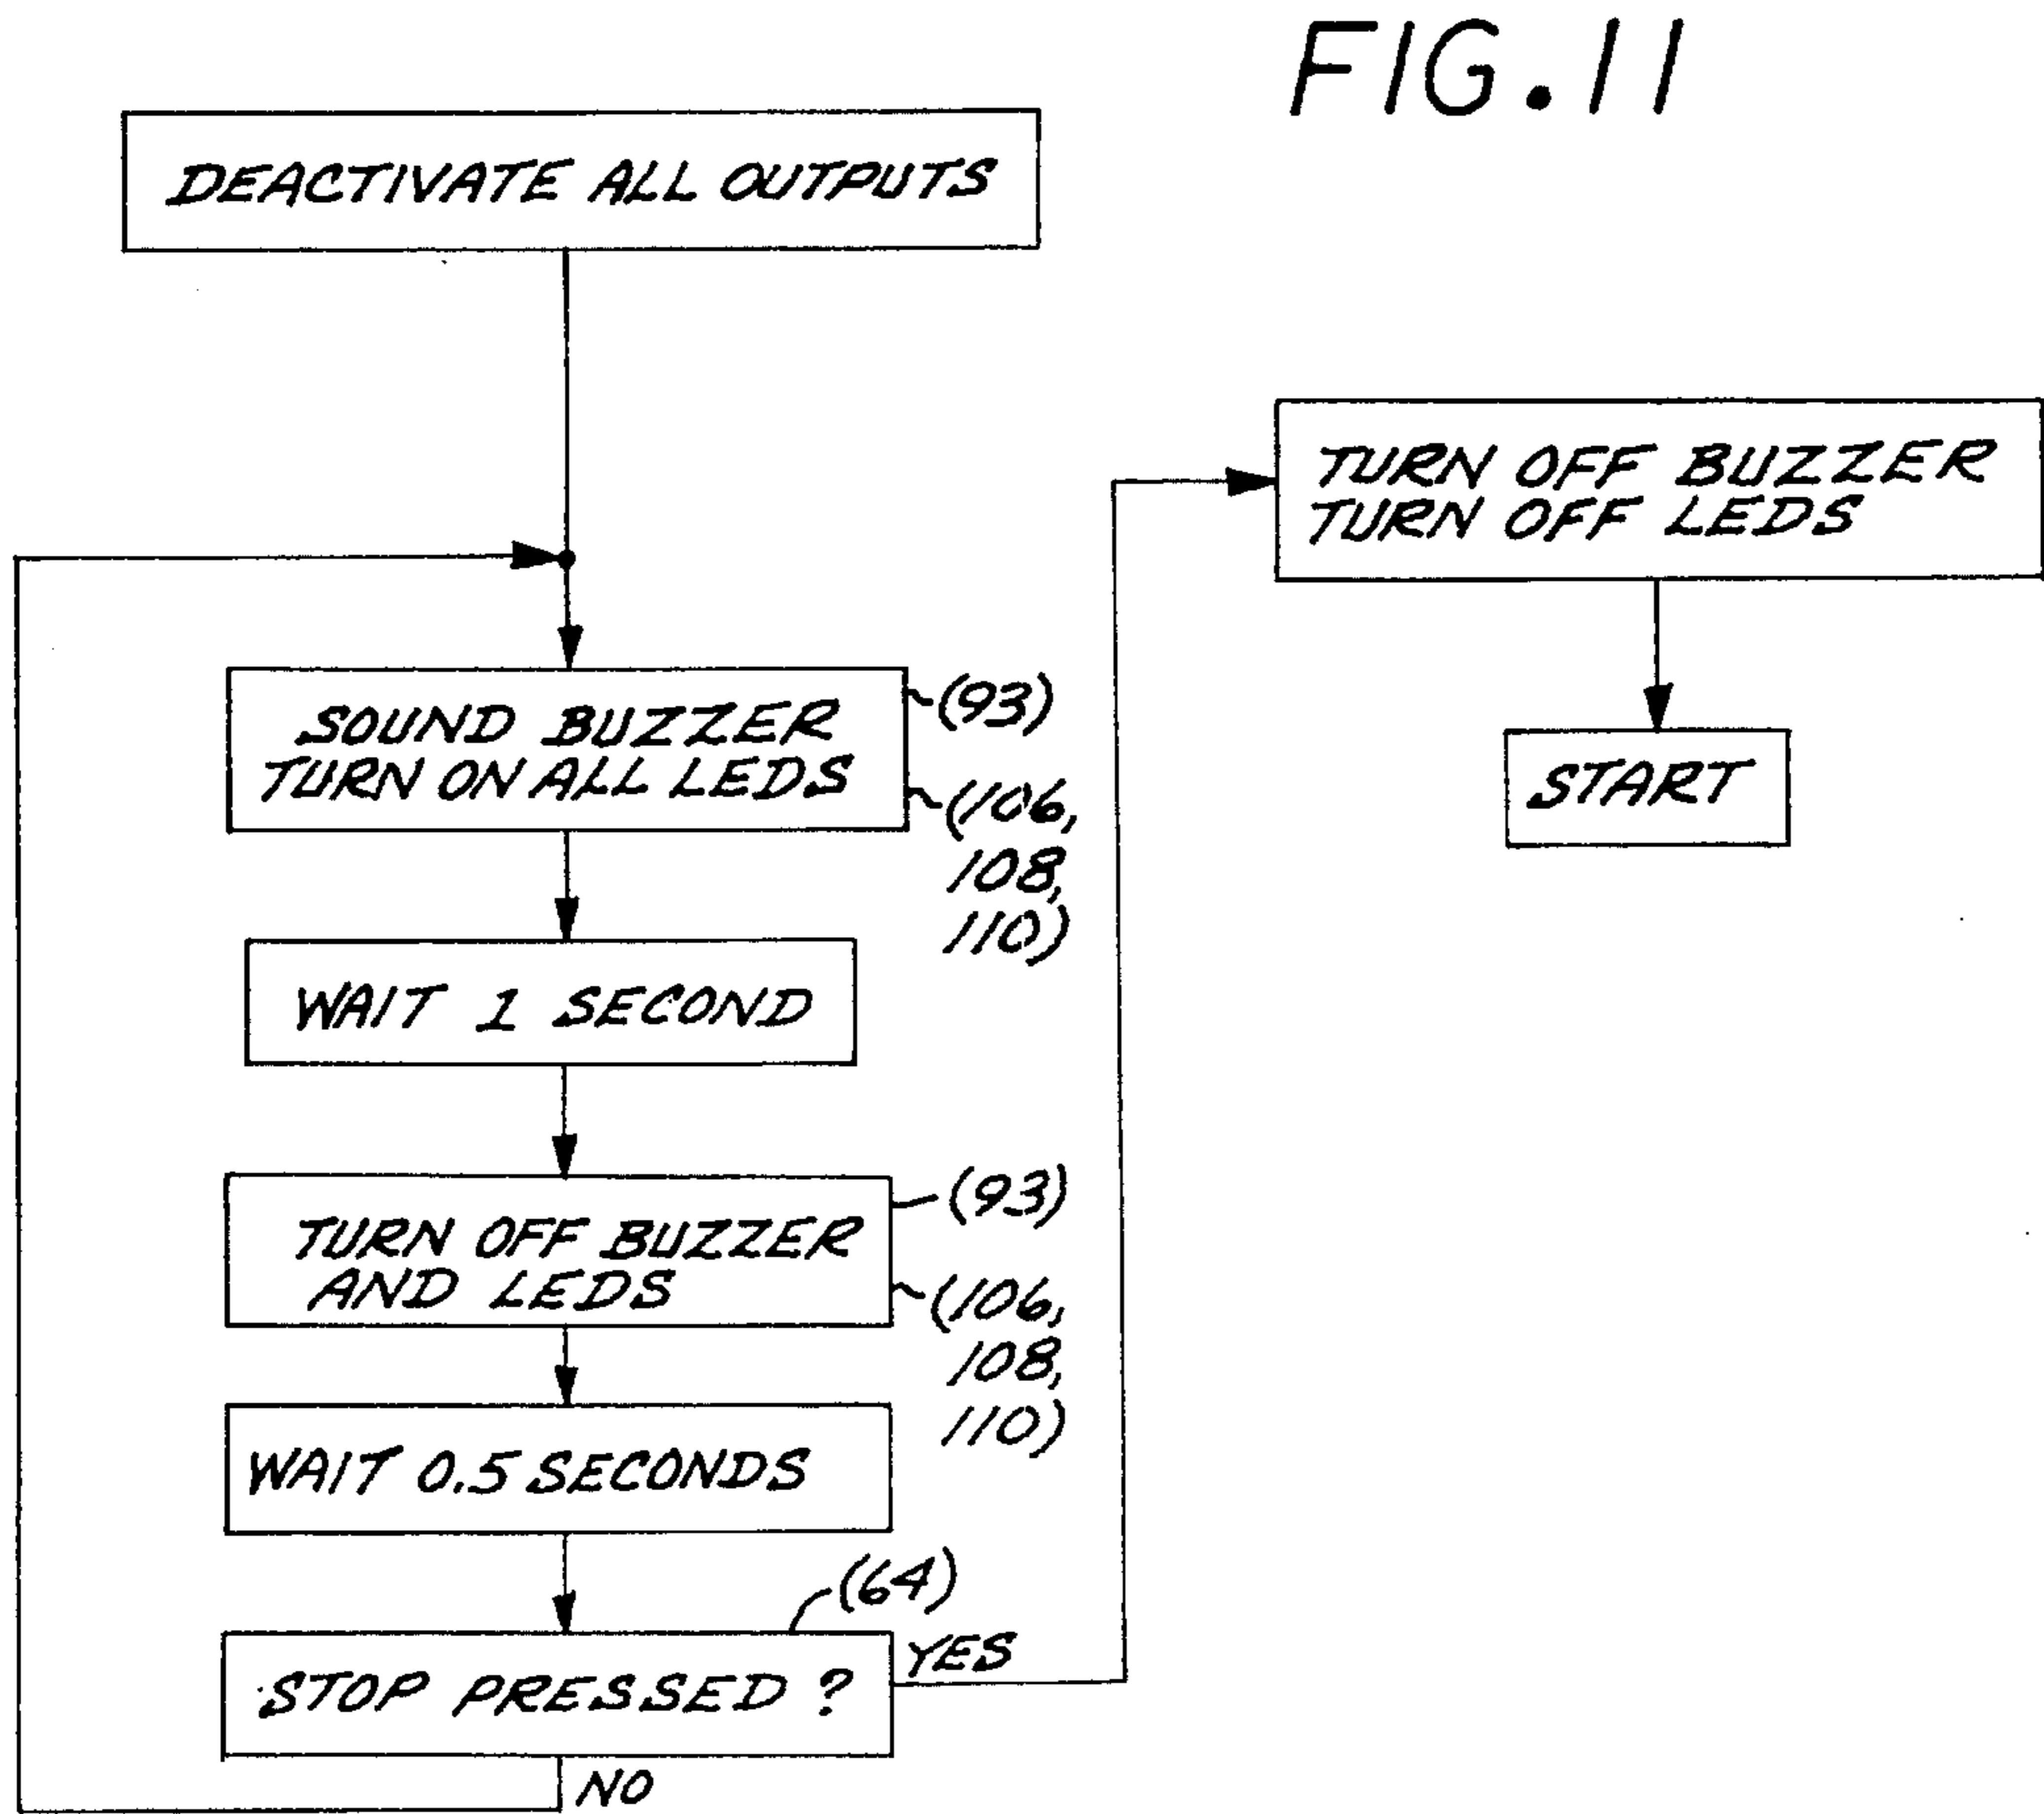 FIG. 11
DEACTIVATE ALL OUTPUTS
SOUND BUZZER
TURN ON ALL LEDS
(93)
(106,
108,
110)
WAIT 1 SECOND
TURN OFF BUZZER
AND LEDS
(93)
(106,
108,
110)
WAIT 0.5 SECONDS
(64)
STOP PRESSED ?
YES
NO
TURN OFF BUZZER
TURN OFF LEDS
START